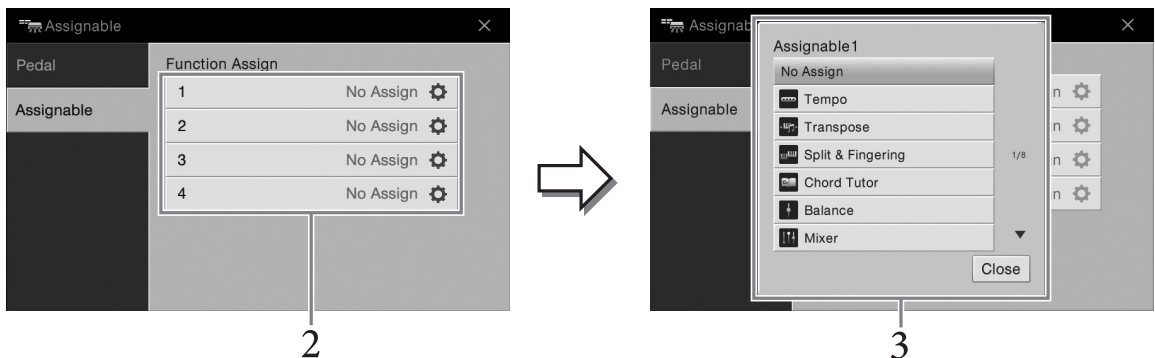 Assignable
Pedal
Assignable
Function Assign
1 No Assign
2 No Assign
3 No Assign
4 No Assign
2
Assignab
Pedal
Assignable
Assignable1
No Assign
Tempo
Transpose
Split & Fingering
Chord Tutor
Balance
Mixer
1/8
n
n
n
n
Close
3